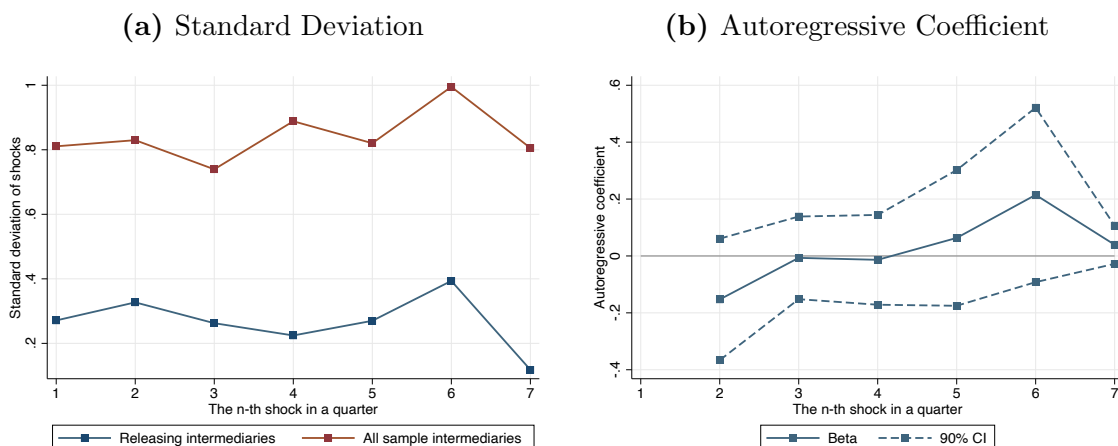 (a) Standard Deviation
Standard deviation of shocks
1
.8
.6
.4
.2
1 2 3 4 5 6 7
The n-th shock in a quarter
Releasing intermediaries All sample intermediaries
(b) Autoregressive Coefficient
Autoregressive coefficient
.6
.4
.2
0
-.2
-.4
1 2 3 4 5 6 7
The n-th shock in a quarter
Beta 90% CI